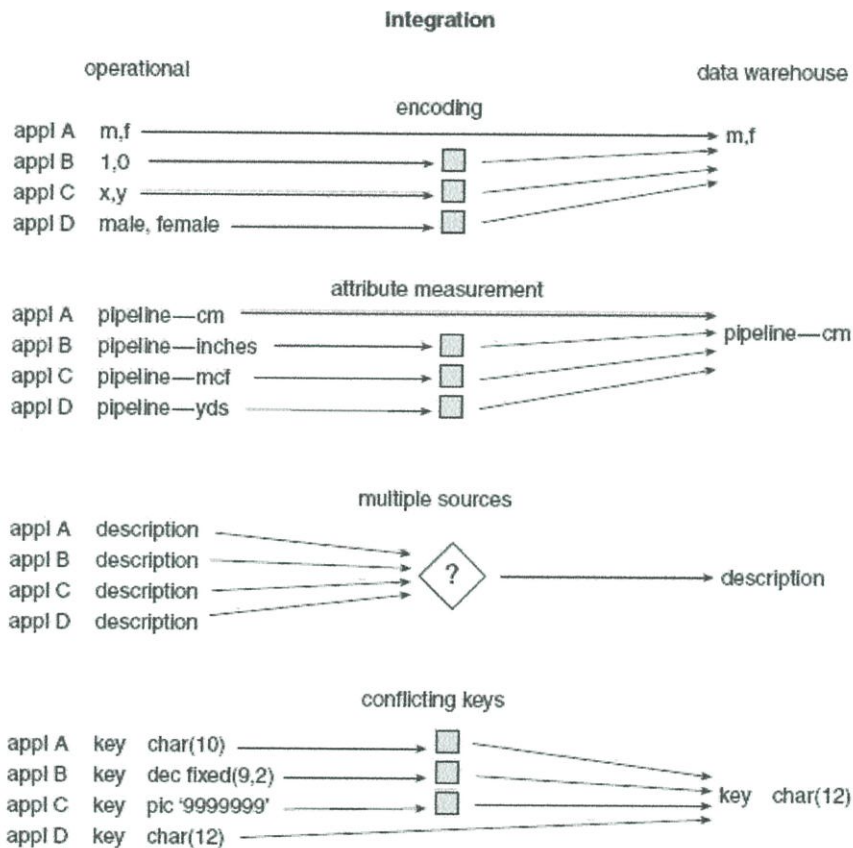 integration
operational
data warehouse
encoding
appl A m,f
m,f
appl B 1,0
appl C x,y
appl D male, female
attribute measurement
appl A pipeline—cm
pipeline—cm
appl B pipeline—inches
appl C pipeline—mcf
appl D pipeline—yds
multiple sources
appl A description
appl B description
appl C description
appl D description
?
description
conflicting keys
appl A key char(10)
appl B key dec fixed(9,2)
appl C key pic '9999999'
appl D key char(12)
key char(12)